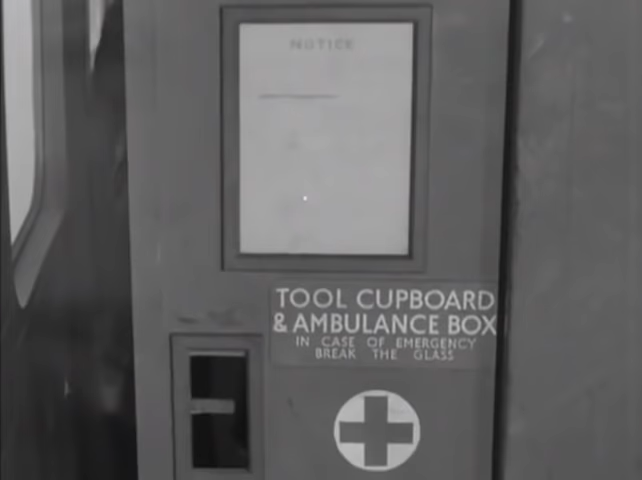 NOTICE
TOOL CUPBOARD
& AMBULANCE BOX
IN CASE OF EMERGENCY
BREAK THE GLASS